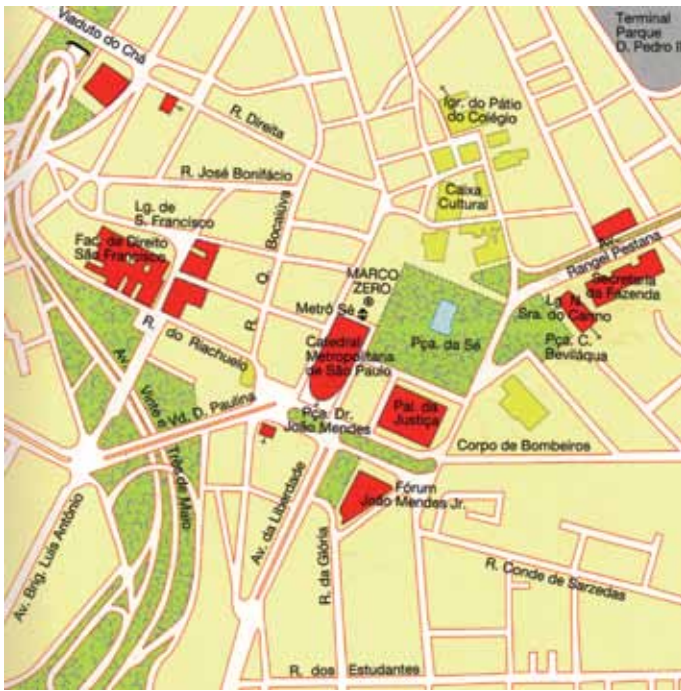 Viaduto do Chá
Terminal
Parque
D. Pedro II
Igr. do Pátio
do Colégio
R. Direita
R. José Bonifácio
Caixa
Cultural
Lg. de
S. Francisco
Fac. de Direito
São Francisco
R. Q. Bocaiúva
Av.
Rangel Pestana
MARCO
ZERO
Secretaria
da Fazenda
Metrô Sé
Lg. N.
Sra. do Carmo
R. do Riachuelo
Catedral
Metropolitana
de São Paulo
Pça. da Sé
Pça. C.
Beviláqua
Av. Vinte e Três de Maio
Vd. D. Paulina
Pça. Dr.
João Mendes
Pal. da
Justiça
Corpo de Bombeiros
Av. da Liberdade
Fórum
João Mendes Jr.
Av. Brig. Luís Antônio
R. da Glória
R. Conde de Sarzedas
R. dos Estudantes